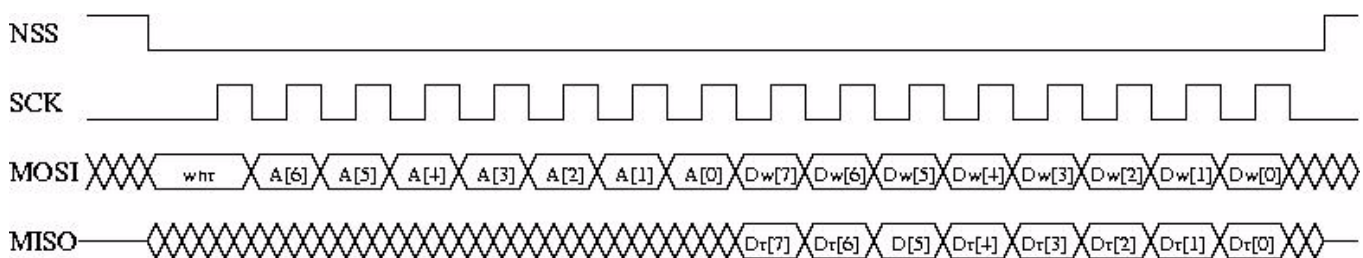 NSS
SCK
MOSI whr A[6] A[5] A[4] A[3] A[2] A[1] A[0] Dw[7] Dw[6] Dw[5] Dw[4] Dw[3] Dw[2] Dw[1] Dw[0]
MISO Dr[7] Dr[6] D[5] Dr[4] Dr[3] Dr[2] Dr[1] Dr[0]